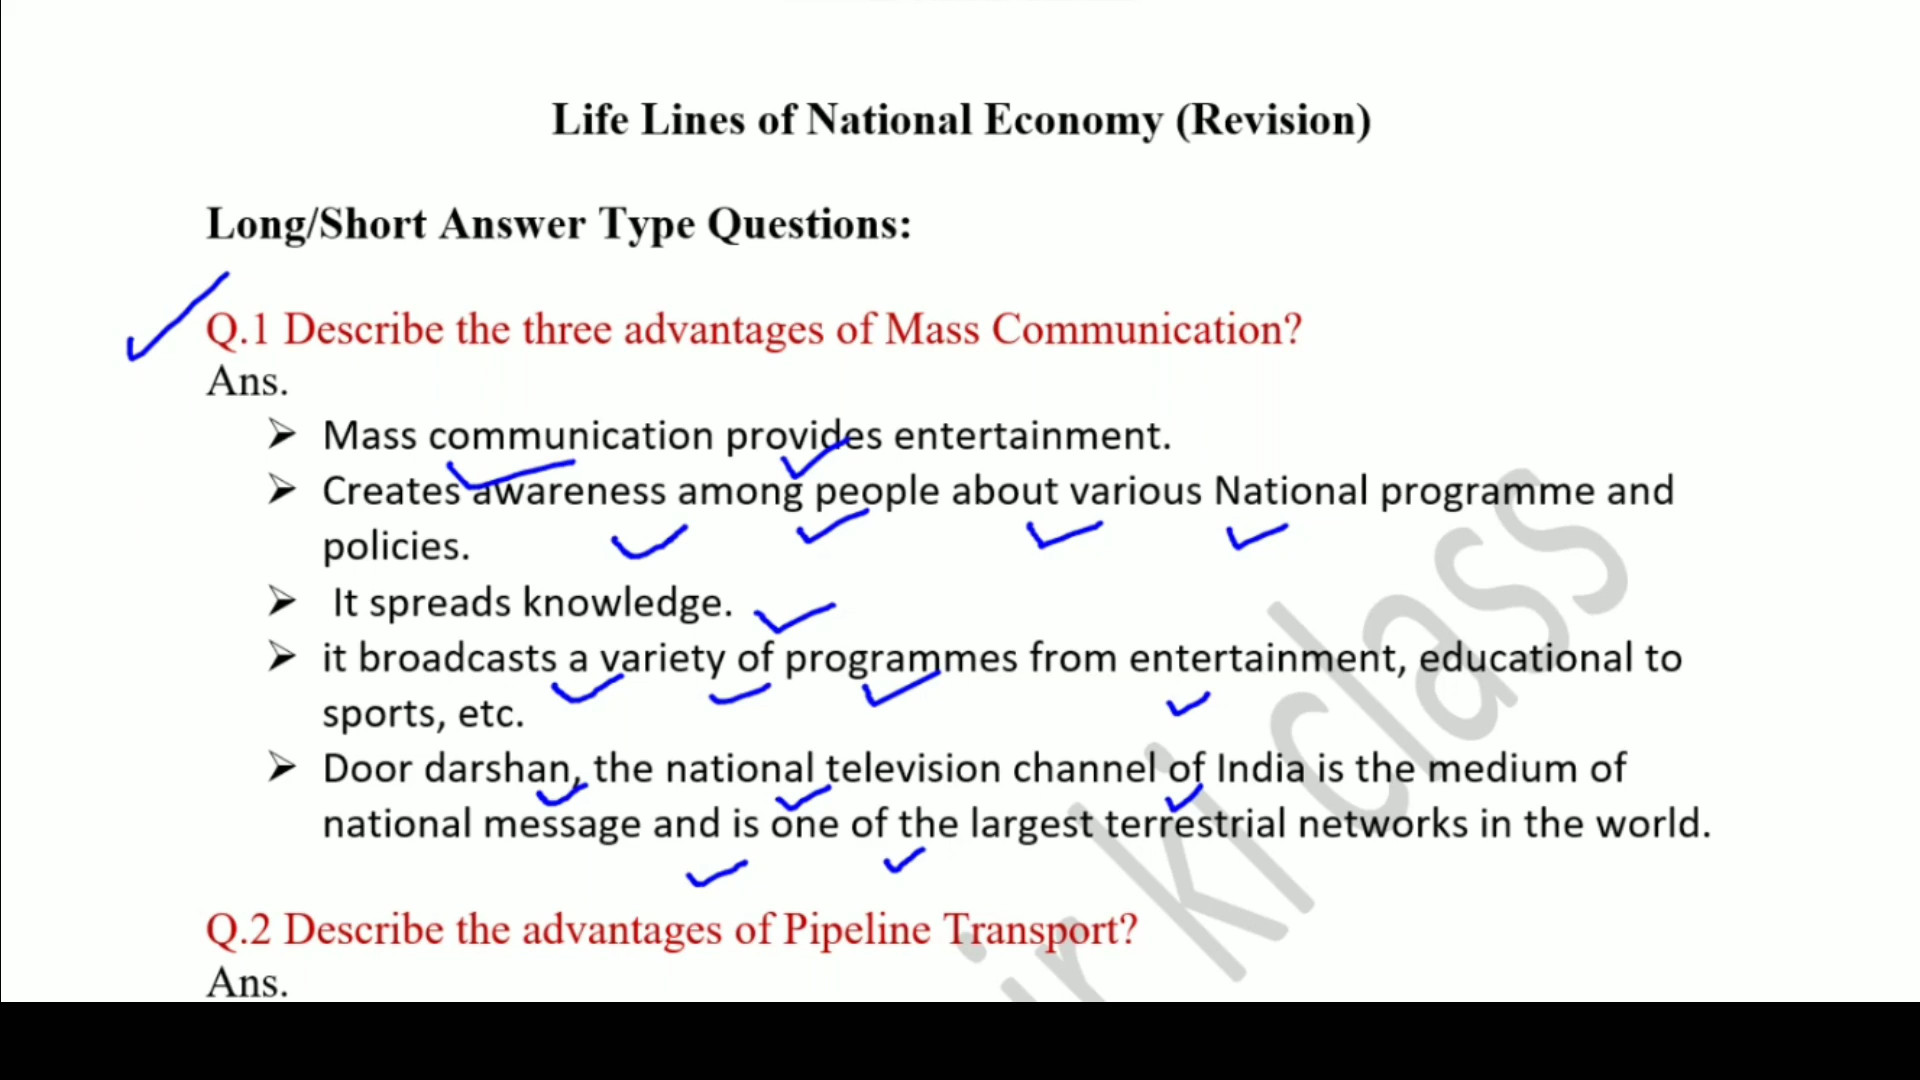 Life Lines of National Economy (Revision)
Long/Short Answer Type Questions:
Q.1 Describe the three advantages of Mass Communication?
Ans.
➢ Mass communication provides entertainment.
➢ Creates awareness among people about various National programme and
policies.
➢ It spreads knowledge.
➢ it broadcasts a variety of programmes from entertainment, educational to
sports, etc.
➢ Door darshan, the national television channel of India is the medium of
national message and is one of the largest terrestrial networks in the world.
Q.2 Describe the advantages of Pipeline Transport?
Ans.
ki class